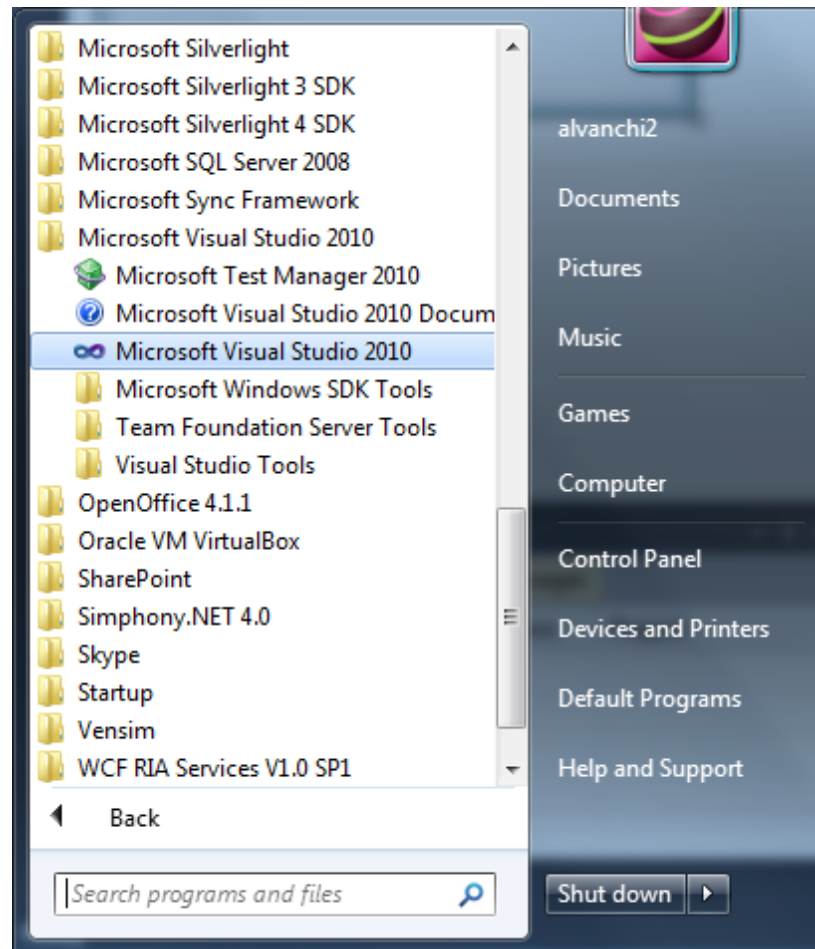 Microsoft Silverlight
Microsoft Silverlight 3 SDK
Microsoft Silverlight 4 SDK
Microsoft SQL Server 2008
Microsoft Sync Framework
Microsoft Visual Studio 2010
Microsoft Test Manager 2010
Microsoft Visual Studio 2010 Docum
Microsoft Visual Studio 2010
Microsoft Windows SDK Tools
Team Foundation Server Tools
Visual Studio Tools
OpenOffice 4.1.1
Oracle VM VirtualBox
SharePoint
Simphony.NET 4.0
Skype
Startup
Vensim
WCF RIA Services V1.0 SP1
Back
Search programs and files
alvanchi2
Documents
Pictures
Music
Games
Computer
Control Panel
Devices and Printers
Default Programs
Help and Support
Shut down